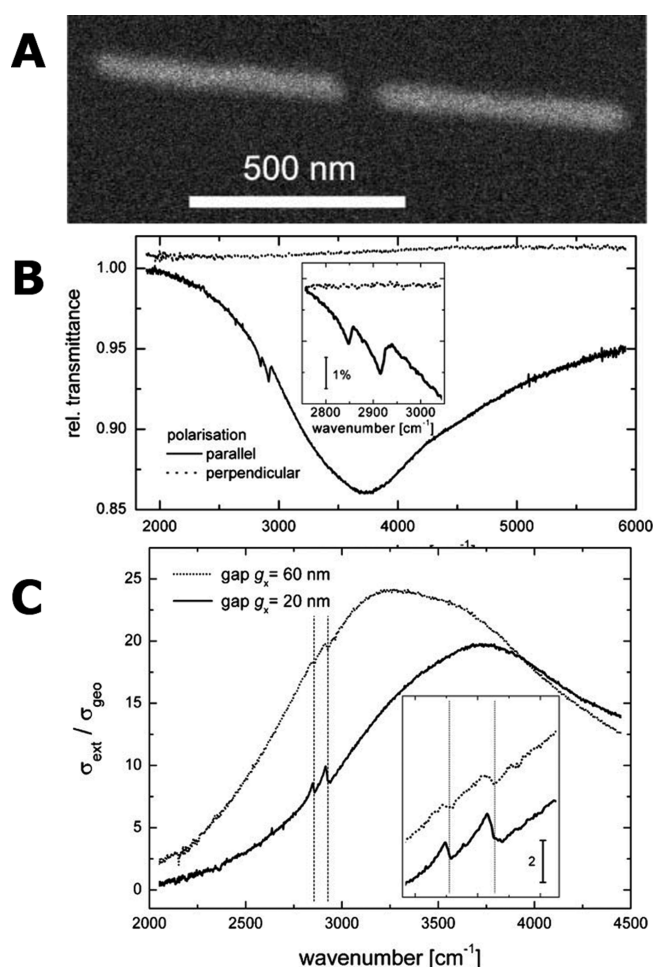 A
500 nm
B
rel. transmittance
1.00
0.95
0.90
0.85
1%
2800 2900 3000
wavenumber [cm⁻¹]
polarisation
parallel
perpendicular
2000 3000 4000 5000 6000
C
gap gₓ= 60 nm
gap gₓ= 20 nm
σext / σgeo
25
20
15
10
5
0
2
2000 2500 3000 3500 4000 4500
wavenumber [cm⁻¹]